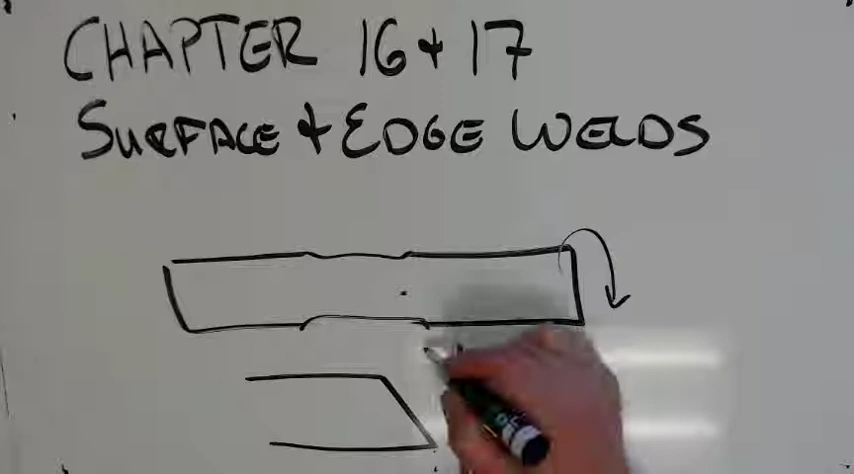 CHAPTER 16 + 17
SURFACE + EDGE WELDS